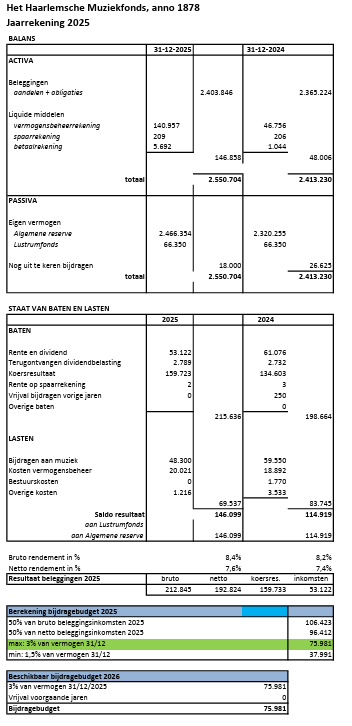 Het Haarlemsche Muziekfonds, anno 1878
Jaarrekening 2025
BALANS
31-12-2025 31-12-2024
ACTIVA
Beleggingen
aandelen + obligaties 2.403.846 2.365.224
Liquide middelen
vermogensbeheerrekening 140.957 46.756
spaarrekening 209 206
betaalrekening 5.692 1.044
146.858 48.006
totaal 2.550.704 2.413.230
PASSIVA
Eigen vermogen
Algemene reserve 2.466.354 2.320.255
Lustrumfonds 66.350 66.350
Nog uit te keren bijdragen 18.000 26.625
totaal 2.550.704 2.413.230
STAAT VAN BATEN EN LASTEN
2025 2024
BATEN
Rente en dividend 53.122 61.076
Terugontvangen dividendbelasting 2.789 2.732
Koersresultaat 159.723 134.603
Rente op spaarrekening 2 3
Vrijval bijdragen vorige jaren 0 250
Overige baten 0
215.636 198.664
LASTEN
Bijdragen aan muziek 48.300 59.550
Kosten vermogensbeheer 20.021 18.892
Bestuurskosten 0 1.770
Overige kosten 1.216 3.533
69.537 83.745
Saldo resultaat 146.099 114.919
aan Lustrumfonds
aan Algemene reserve 146.099 114.919
Bruto rendement in % 8,4% 8,2%
Netto rendement in % 7,6% 7,4%
Resultaat beleggingen 2025 bruto netto koersres. inkomsten
212.845 192.824 159.733 53.122
Berekening bijdragebudget 2025
50% van bruto beleggingsinkomsten 2025 106.423
50% van netto beleggingsinkomsten 2025 96.412
max: 3% van vermogen 31/12 75.981
min: 1,5% van vermogen 31/12 37.991
Beschikbaar bijdragebudget 2026
3% van vermogen 31/12/2025 75.981
Vrijval voorgaande jaren 0
Bijdragebudget 75.981